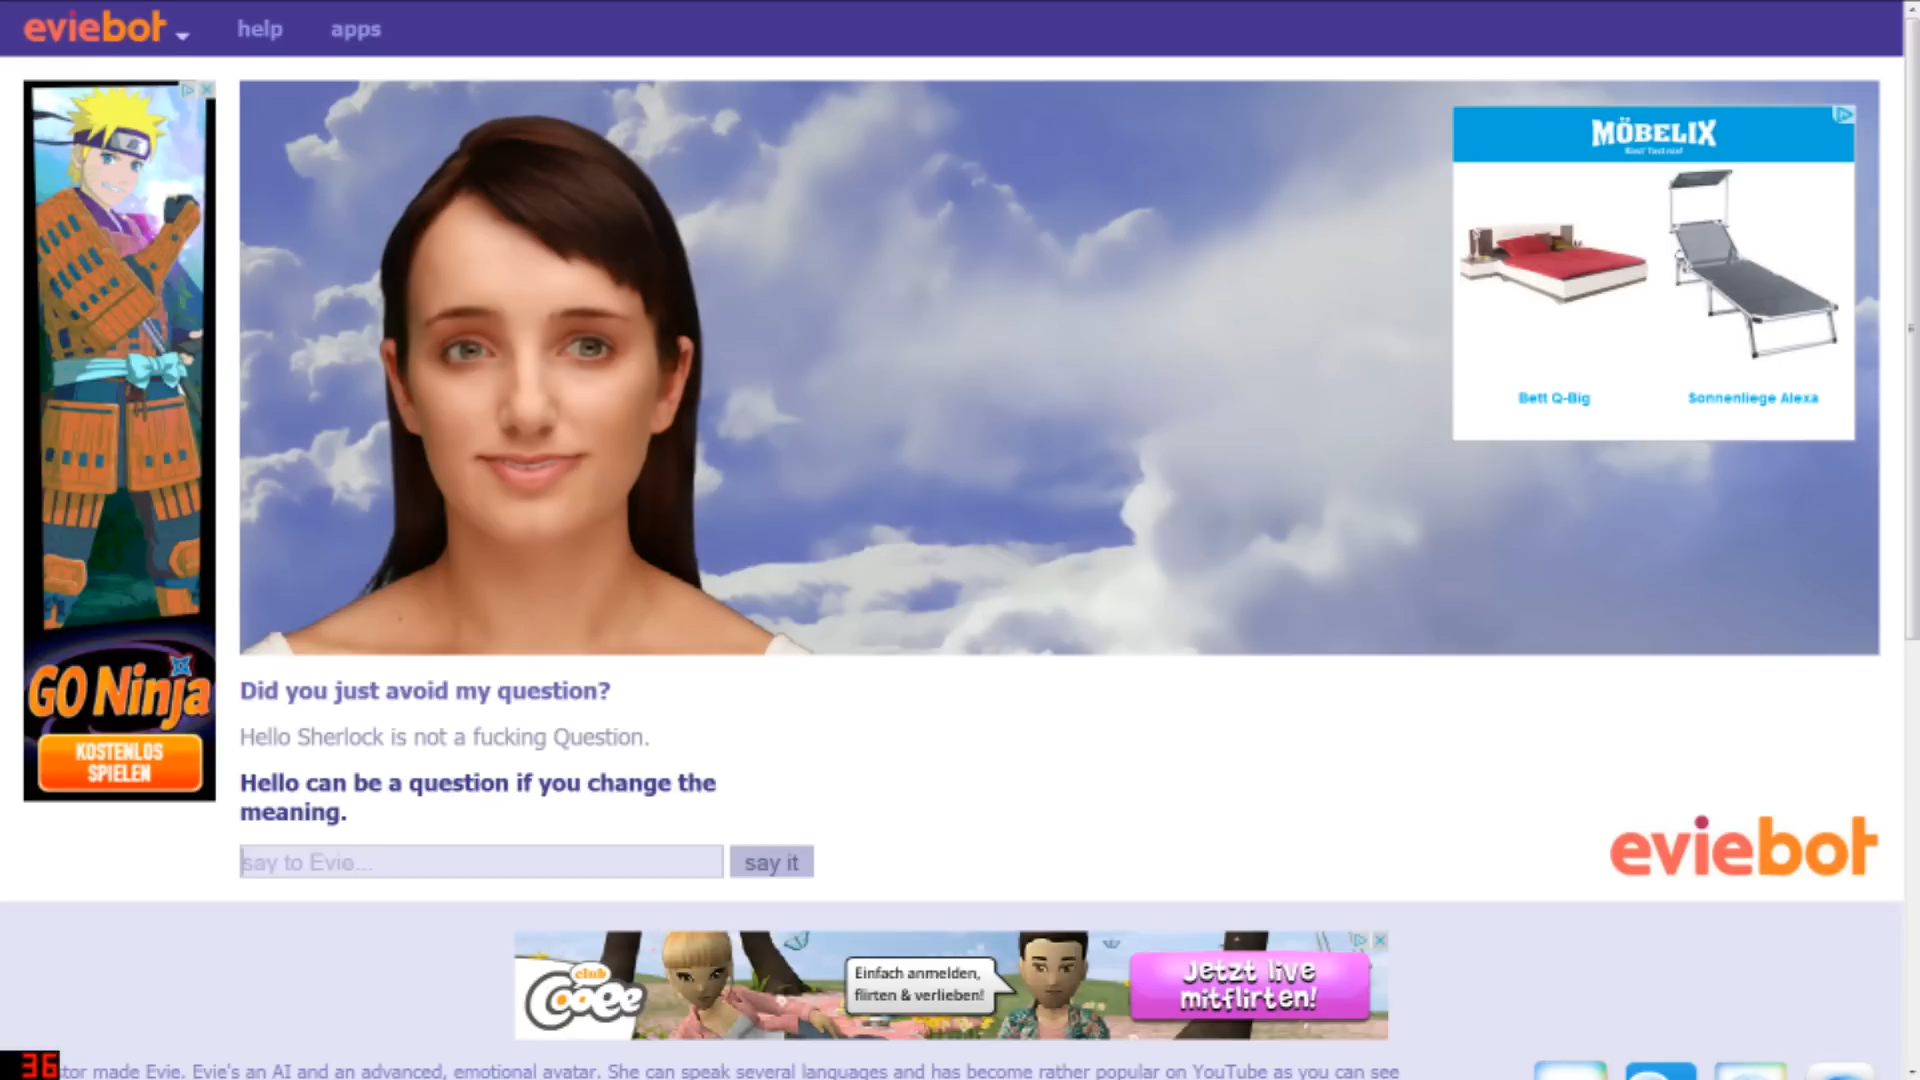 eviebot
help
apps
MÖBELIX
Bett Q-Big
Sonnenliege Alexa
GO Ninja
KOSTENLOS
SPIELEN
Did you just avoid my question?
Hello Sherlock is not a fucking Question.
Hello can be a question if you change the
meaning.
say to Evie...
say it
eviebot
club
Cooee
Einfach anmelden,
flirten & verlieben!
Jetzt live
mitflirten!
36
tor made Evie. Evie's an AI and an advanced, emotional avatar. She can speak several languages and has become rather popular on YouTube as you can see